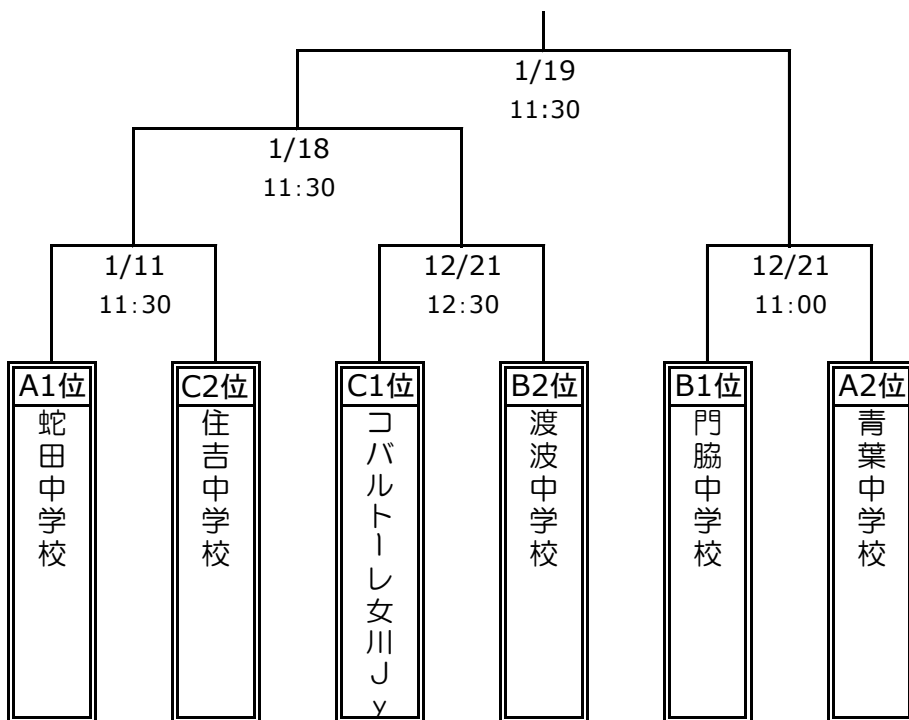 1/19
11:30
1/18
11:30
1/11
11:30
12/21
12:30
12/21
11:00
A1位
蛇田中学校
C2位
住吉中学校
C1位
コバルトーレ女川Jy
B2位
渡波中学校
B1位
門脇中学校
A2位
青葉中学校